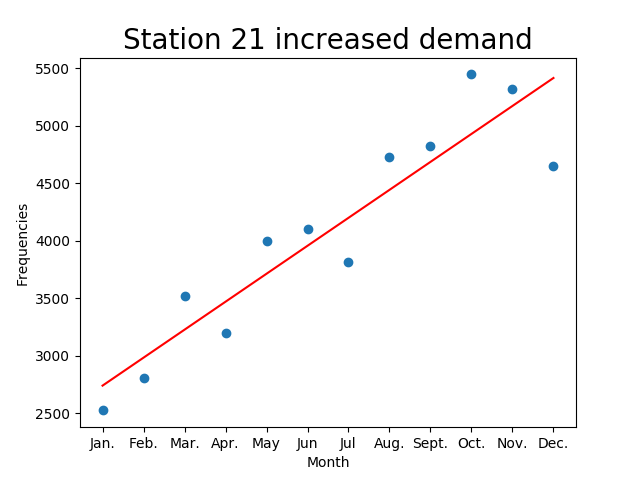 Station 21 increased demand
5500
5000
4500
4000
3500
3000
2500
Frequencies
Jan. Feb. Mar. Apr. May Jun Jul Aug. Sept. Oct. Nov. Dec.
Month